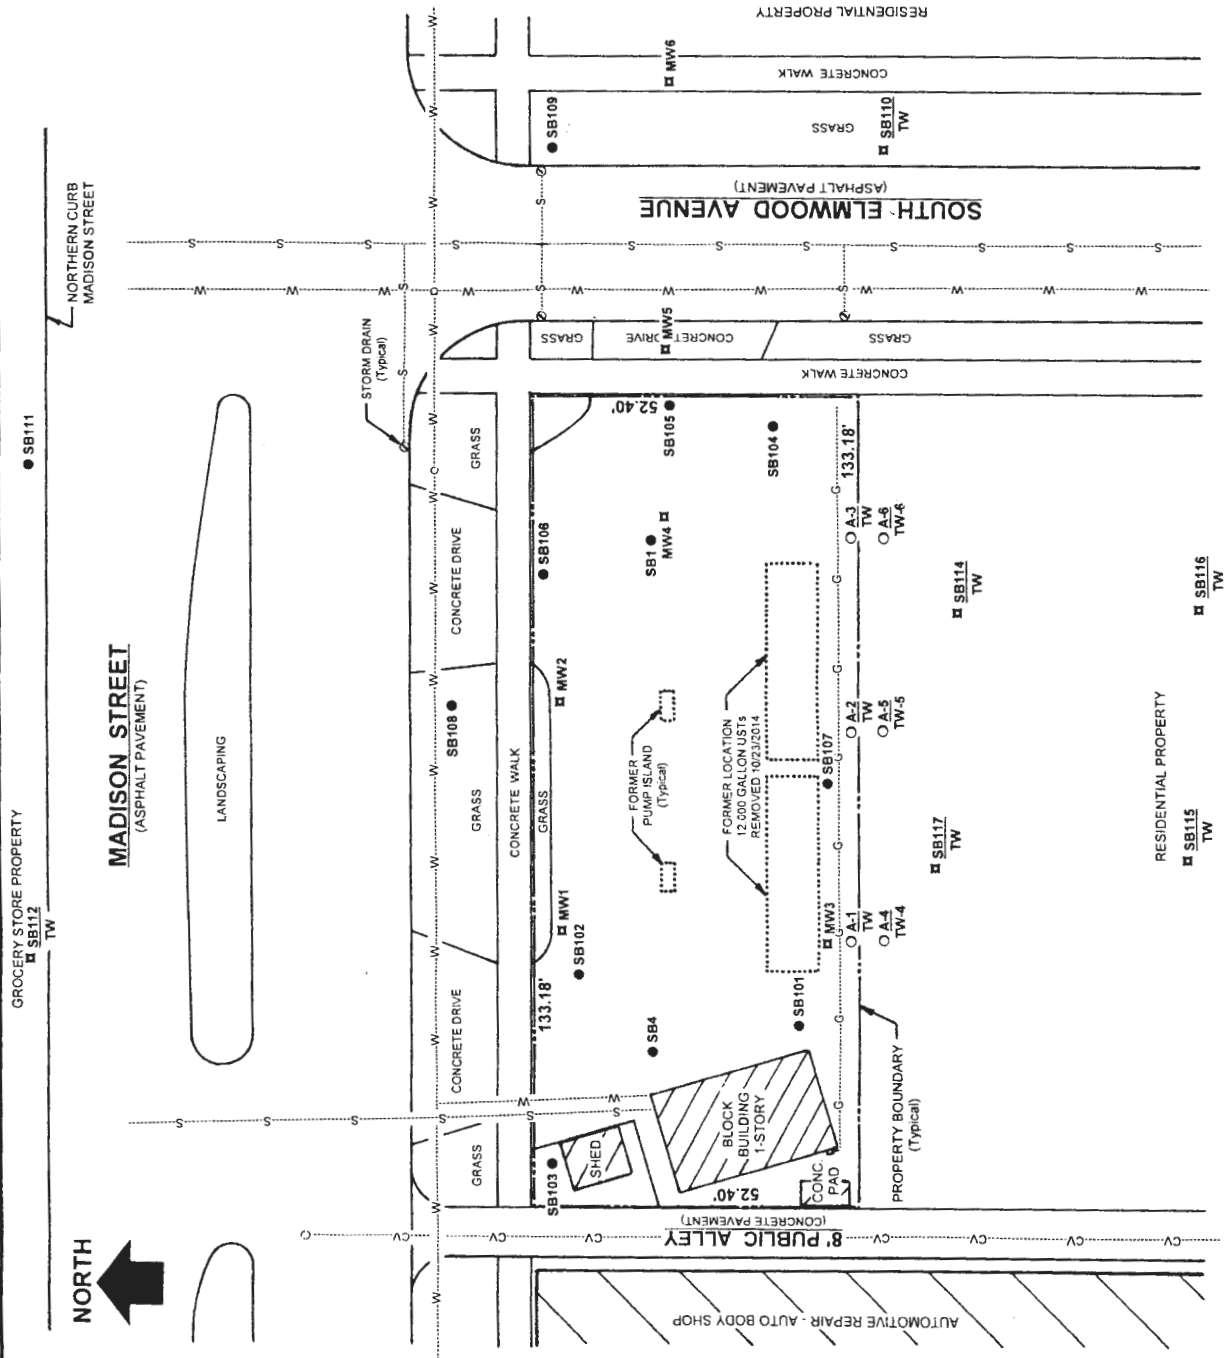 GROCERY STORE PROPERTY
SB112
TW
SB111
NORTHERN CURB
MADISON STREET
MADISON STREET
(ASPHALT PAVEMENT)
LANDSCAPING
NORTH
STORM DRAIN
(Typical)
GRASS
CONCRETE DRIVE
GRASS
CONCRETE DRIVE
GRASS
SB108
CONCRETE WALK
GRASS
133.18'
SB103
SHED
SB102
MW1
MW2
SB106
SB4
BLOCK
BUILDING
1-STORY
CONC.
PAD
52.40'
FORMER
PUMP ISLAND
(Typical)
SB1
MW4
SB105
52.40'
SB104
FORMER LOCATION
12,000 GALLON USTs
REMOVED 10/23/2014
SB101
MW3
SB107
133.18'
A-1
TW
A-4
TW-4
A-2
TW
A-5
TW-5
A-3
TW
A-6
TW-6
PROPERTY BOUNDARY
(Typical)
SB117
TW
SB114
TW
SB115
TW
SB116
TW
RESIDENTIAL PROPERTY
8' PUBLIC ALLEY
(CONCRETE PAVEMENT)
AUTOMOTIVE REPAIR - AUTO BODY SHOP
CONCRETE WALK
GRASS
CONCRETE DRIVE
MW5
GRASS
SOUTH ELMWOOD AVENUE
(ASPHALT PAVEMENT)
SB109
GRASS
SB110
TW
CONCRETE WALK
MW6
RESIDENTIAL PROPERTY